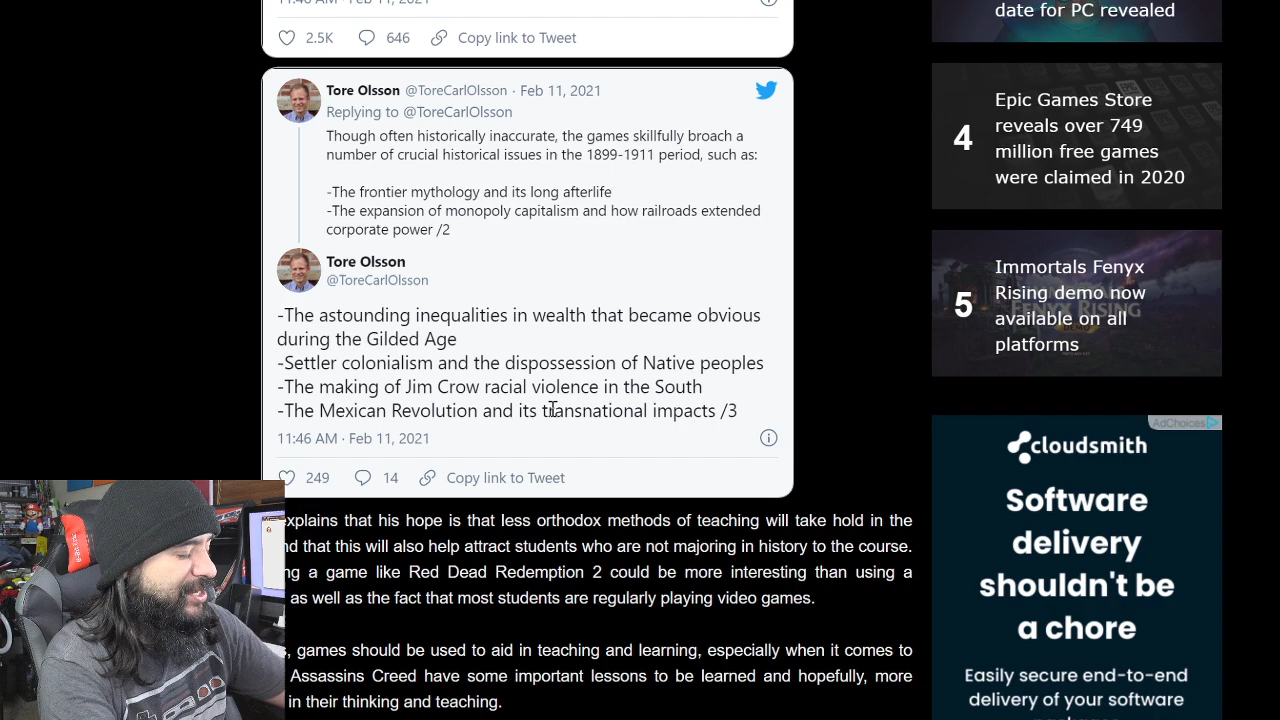 11:46 AM · Feb 11, 2021
2.5K 646 Copy link to Tweet
Tore Olsson @ToreCarlOlsson · Feb 11, 2021
Replying to @ToreCarlOlsson
Though often historically inaccurate, the games skillfully broach a
number of crucial historical issues in the 1899-1911 period, such as:
-The frontier mythology and its long afterlife
-The expansion of monopoly capitalism and how railroads extended
corporate power /2
Tore Olsson
@ToreCarlOlsson
-The astounding inequalities in wealth that became obvious
during the Gilded Age
-Settler colonialism and the dispossession of Native peoples
-The making of Jim Crow racial violence in the South
-The Mexican Revolution and its transnational impacts /3
11:46 AM · Feb 11, 2021
249 14 Copy link to Tweet
explains that his hope is that less orthodox methods of teaching will take hold in the
that this will also help attract students who are not majoring in history to the course.
a game like Red Dead Redemption 2 could be more interesting than using a
as well as the fact that most students are regularly playing video games.
games should be used to aid in teaching and learning, especially when it comes to
Assassins Creed have some important lessons to be learned and hopefully, more
in their thinking and teaching.
date for PC revealed
4
Epic Games Store
reveals over 749
million free games
were claimed in 2020
5
Immortals Fenyx
Rising demo now
available on all
platforms
AdChoices
cloudsmith
Software
delivery
shouldn't be
a chore
Easily secure end-to-end
delivery of your software